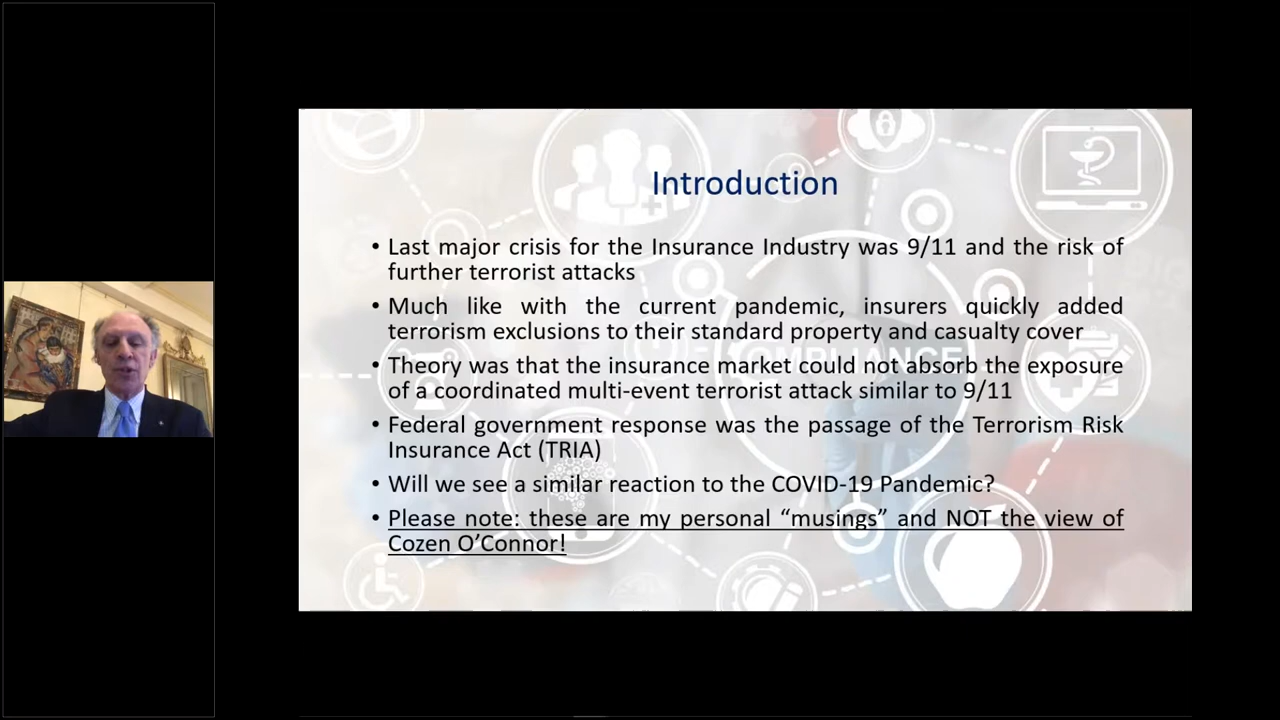 Introduction
• Last major crisis for the Insurance Industry was 9/11 and the risk of
further terrorist attacks
• Much like with the current pandemic, insurers quickly added
terrorism exclusions to their standard property and casualty cover
• Theory was that the insurance market could not absorb the exposure
of a coordinated multi-event terrorist attack similar to 9/11
• Federal government response was the passage of the Terrorism Risk
Insurance Act (TRIA)
• Will we see a similar reaction to the COVID-19 Pandemic?
• Please note: these are my personal “musings” and NOT the view of
Cozen O’Connor!